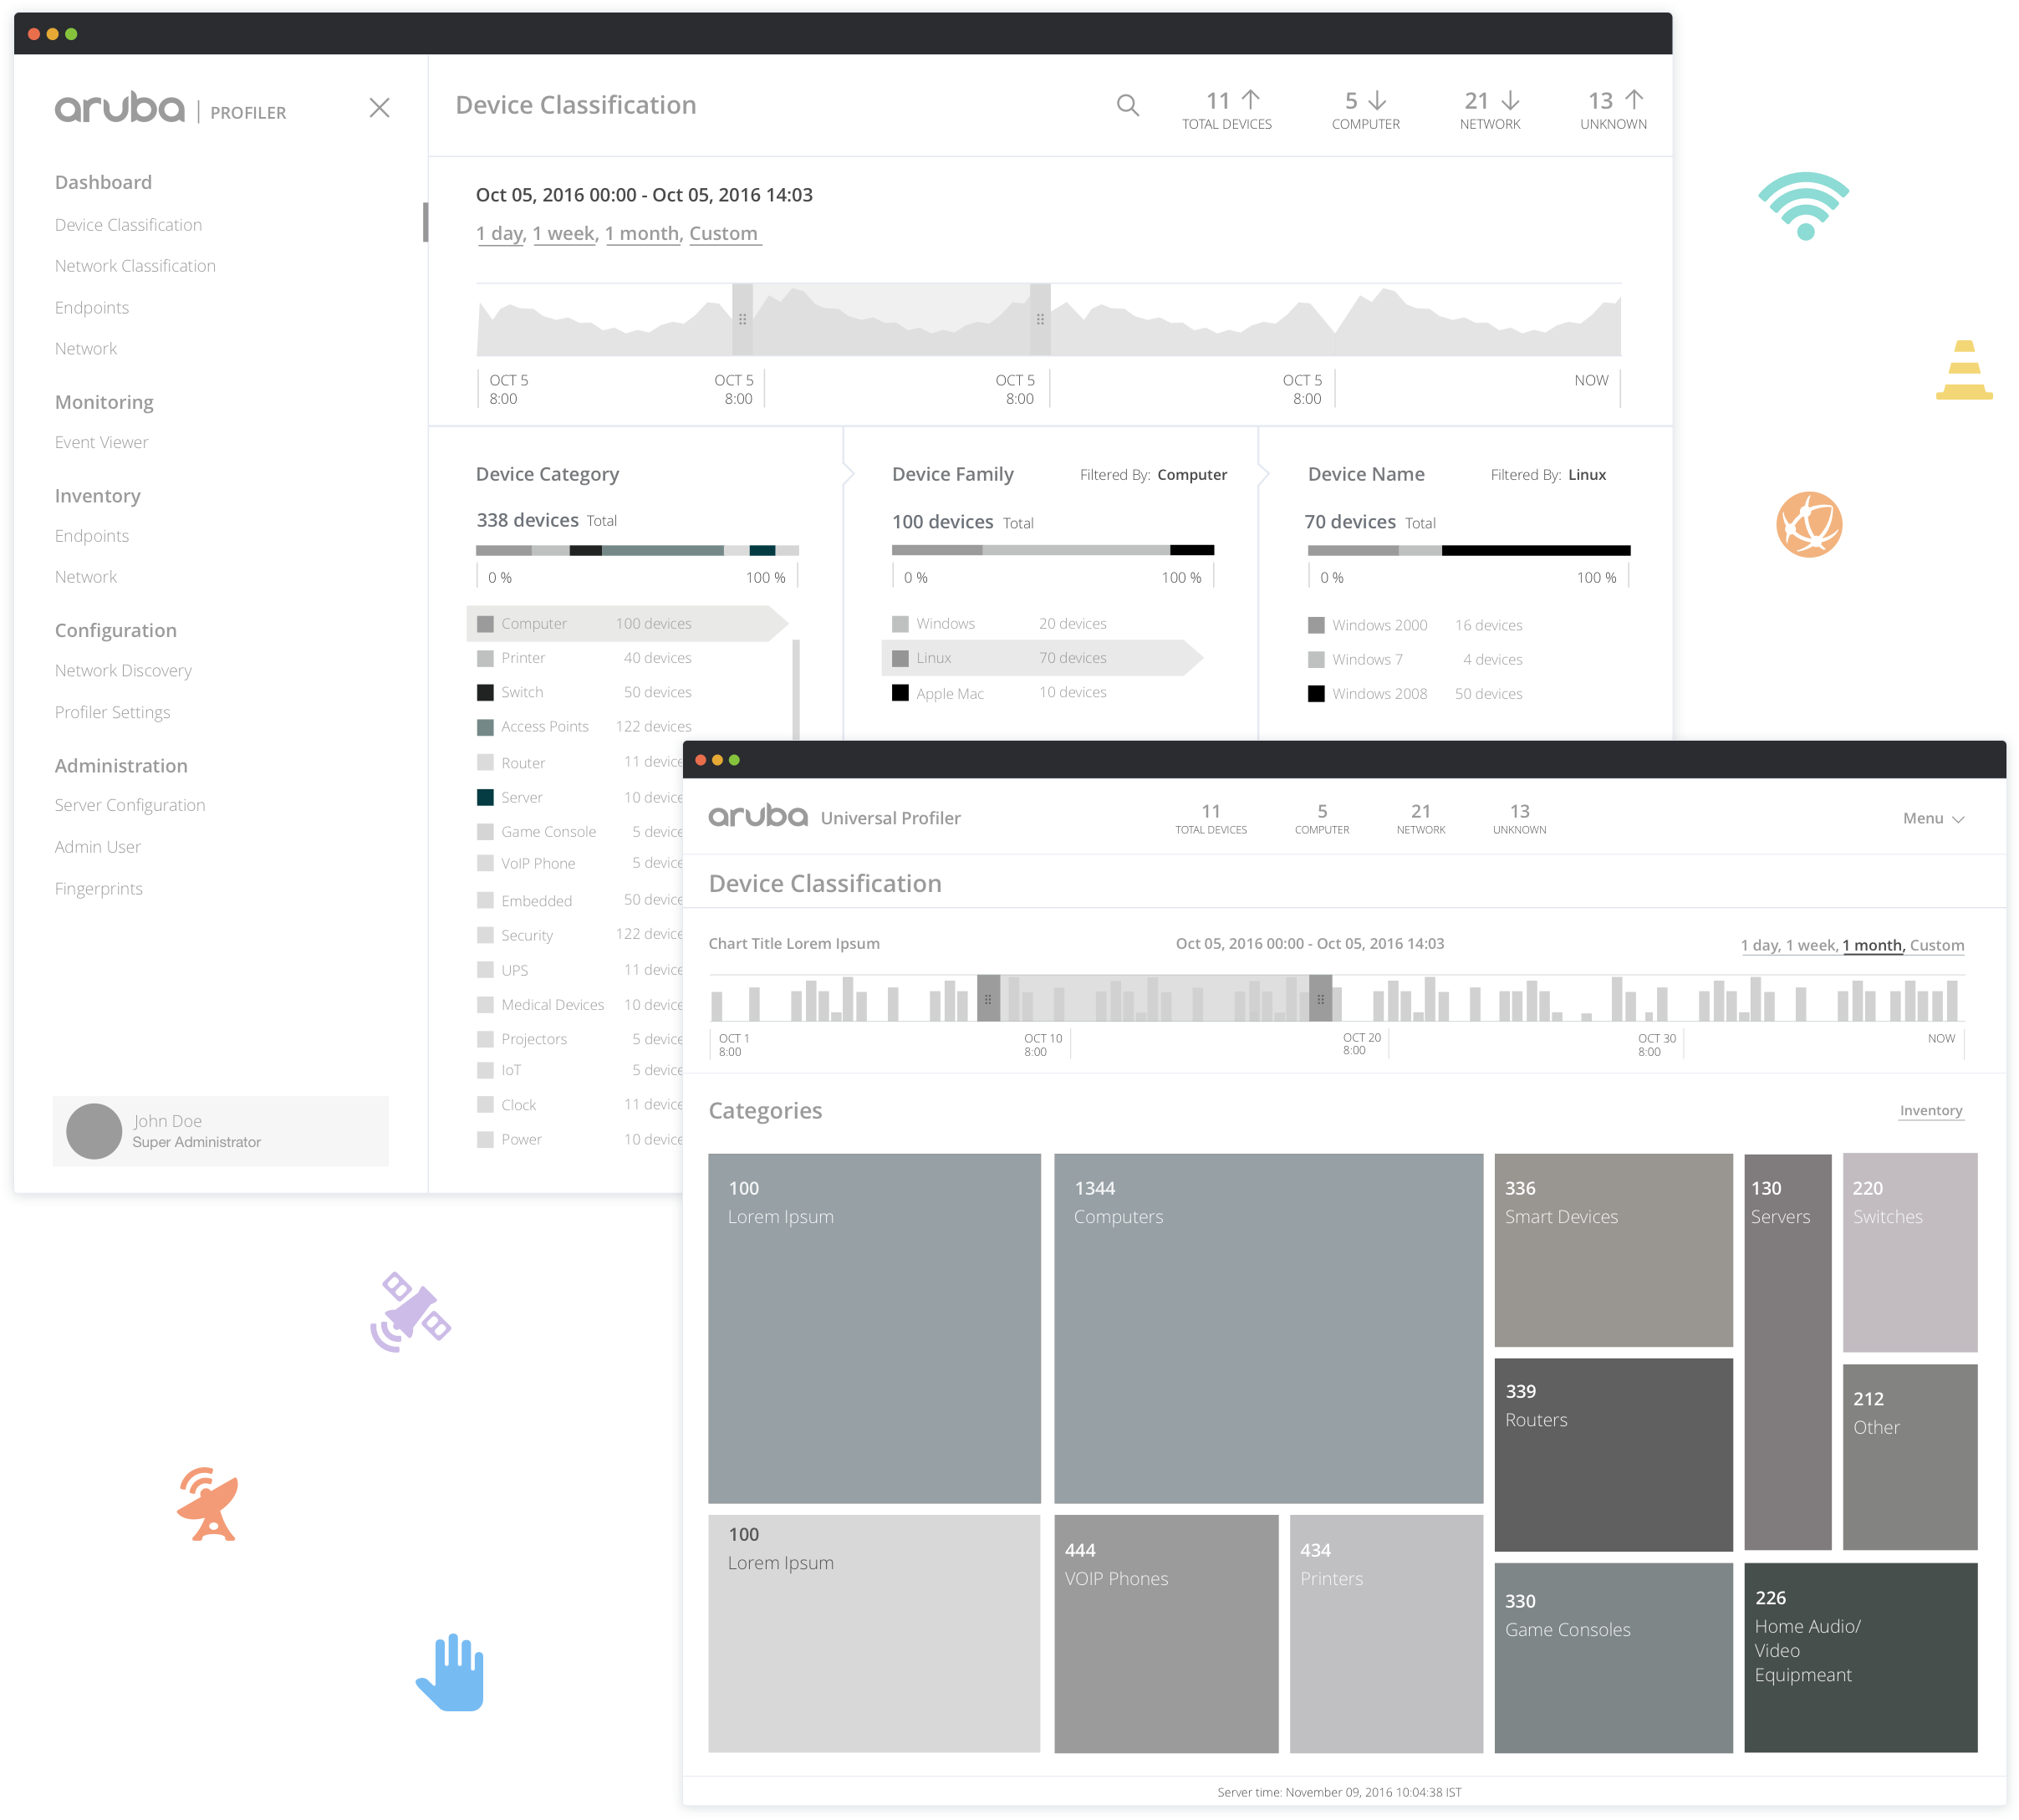 aruba | PROFILER
Dashboard
Device Classification
Network Classification
Endpoints
Network
Monitoring
Event Viewer
Inventory
Endpoints
Network
Configuration
Network Discovery
Profiler Settings
Administration
Server Configuration
Admin User
Fingerprints
John Doe
Super Administrator
Device Classification
11
TOTAL DEVICES
5
COMPUTER
21
NETWORK
13
UNKNOWN
Oct 05, 2016 00:00 - Oct 05, 2016 14:03
1 day, 1 week, 1 month, Custom
OCT 5
8:00
OCT 5
8:00
OCT 5
8:00
OCT 5
8:00
NOW
Device Category
338 devices Total
0 % 100 %
Computer 100 devices
Printer 40 devices
Switch 50 devices
Access Points 122 devices
Router 11 device
Server 10 device
Game Console 5 device
VoIP Phone 5 device
Embedded 50 device
Security 122 device
UPS 11 device
Medical Devices 10 device
Projectors 5 device
IoT 5 device
Clock 11 device
Power 10 device
Device Family Filtered By: Computer
100 devices Total
0 % 100 %
Windows 20 devices
Linux 70 devices
Apple Mac 10 devices
Device Name Filtered By: Linux
70 devices Total
0 % 100 %
Windows 2000 16 devices
Windows 7 4 devices
Windows 2008 50 devices
aruba Universal Profiler
11
TOTAL DEVICES
5
COMPUTER
21
NETWORK
13
UNKNOWN
Menu
Device Classification
Chart Title Lorem Ipsum
Oct 05, 2016 00:00 - Oct 05, 2016 14:03
1 day, 1 week, 1 month, Custom
OCT 1
8:00
OCT 10
8:00
OCT 20
8:00
OCT 30
8:00
NOW
Categories
Inventory
100
Lorem Ipsum
1344
Computers
336
Smart Devices
130
Servers
220
Switches
339
Routers
212
Other
100
Lorem Ipsum
444
VOIP Phones
434
Printers
330
Game Consoles
226
Home Audio/
Video
Equipmeant
Server time: November 09, 2016 10:04:38 IST